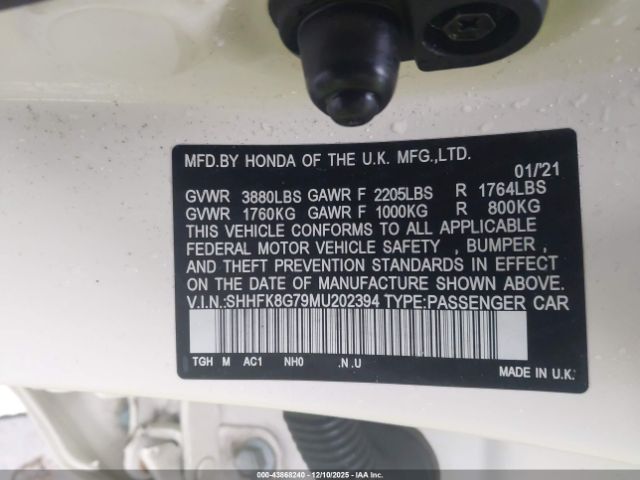 MFD.BY HONDA OF THE U.K. MFG.,LTD.
01/'21
GVWR 3880LBS GAWR F 2205LBS R 1764LBS
GVWR 1760KG GAWR F 1000KG R 800KG
THIS VEHICLE CONFORMS TO ALL APPLICABLE
FEDERAL MOTOR VEHICLE SAFETY , BUMPER ,
AND THEFT PREVENTION STANDARDS IN EFFECT
ON THE DATE OF MANUFACTURE SHOWN ABOVE.
V.I.N.:SHHFK8G79MU202394 TYPE:PASSENGER CAR
TGH M AC1 NH0 .N .U
MADE IN U.K.
000-43868240 - 12/10/2025 - IAA Inc.